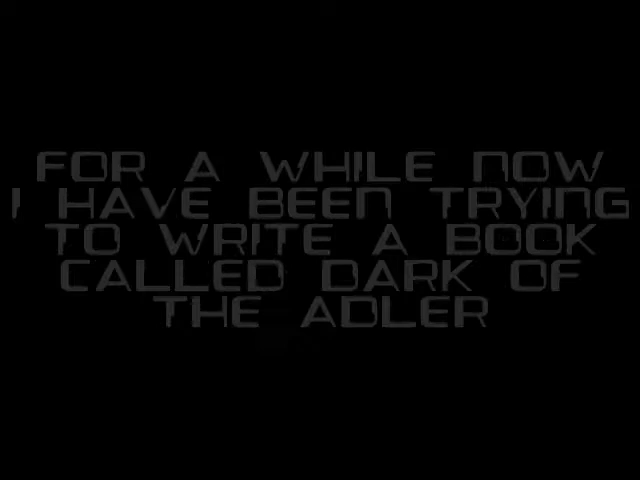 FOR A WHILE NOW
I HAVE BEEN TRYING
TO WRITE A BOOK
CALLED DARK OF
THE ADLER